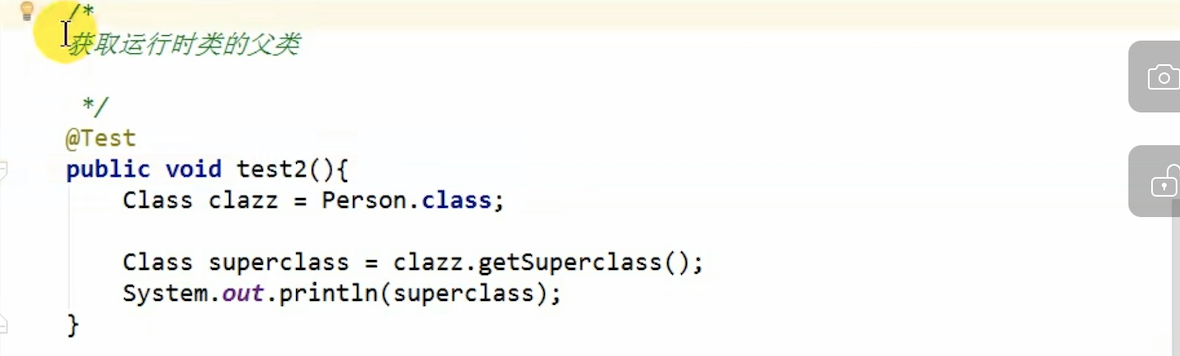 /*
获取运行时类的父类
*/
@Test
public void test2(){
Class clazz = Person.class;
Class superclass = clazz.getSuperclass();
System.out.println(superclass);
}